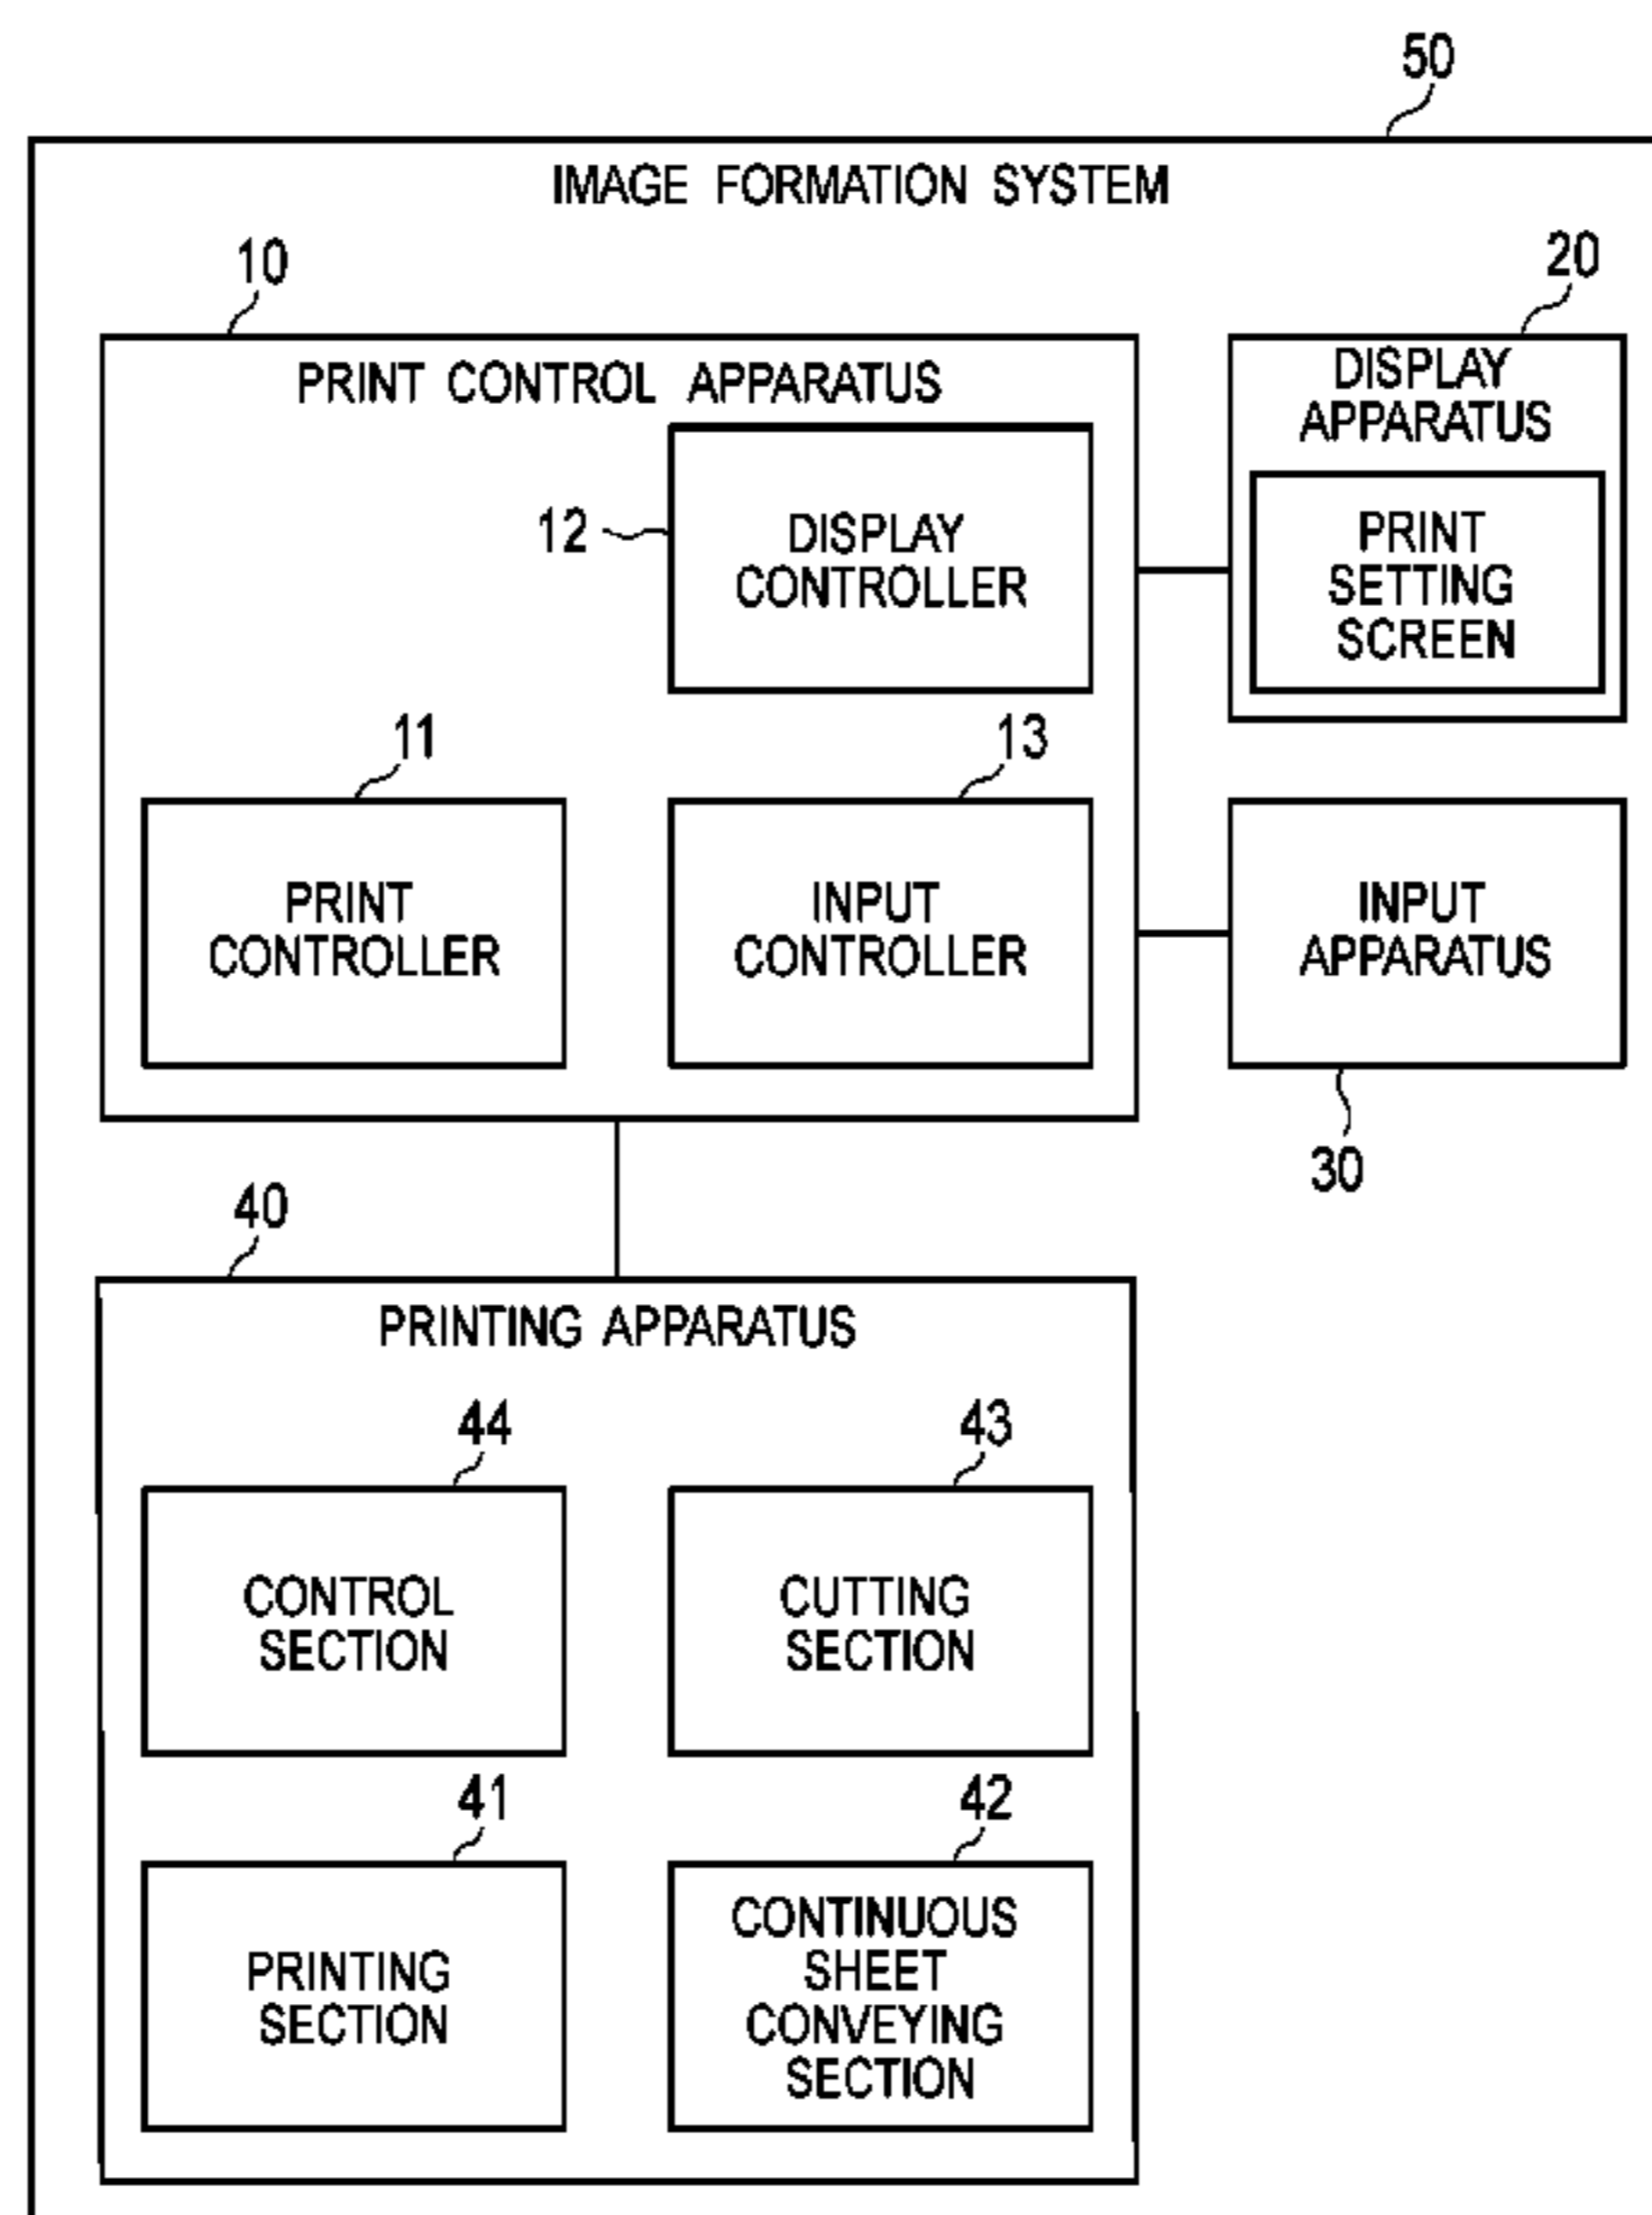 50
IMAGE FORMATION SYSTEM
10
20
PRINT CONTROL APPARATUS
DISPLAY
APPARATUS
12
DISPLAY
CONTROLLER
PRINT
SETTING
SCREEN
11
13
PRINT
CONTROLLER
INPUT
CONTROLLER
INPUT
APPARATUS
30
40
PRINTING APPARATUS
44
43
CONTROL
SECTION
CUTTING
SECTION
41
42
PRINTING
SECTION
CONTINUOUS
SHEET
CONVEYING
SECTION